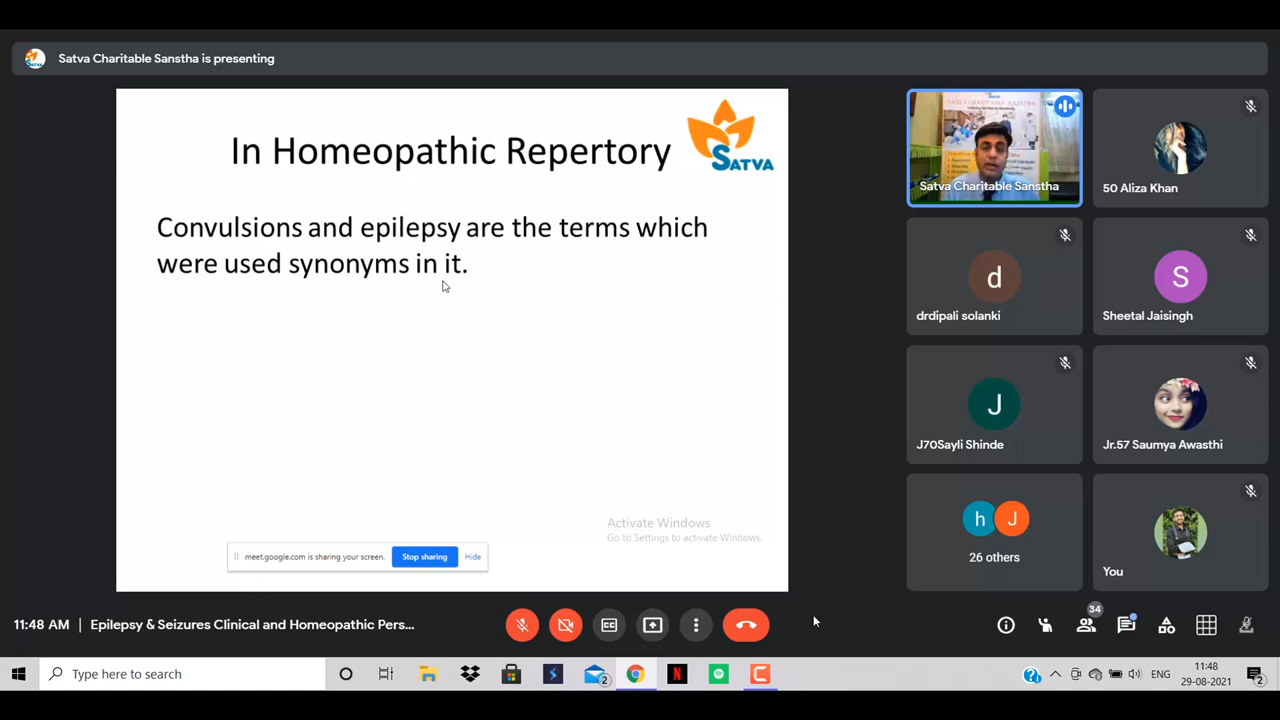 Satva Charitable Sanstha is presenting
In Homeopathic Repertory
SATVA
Convulsions and epilepsy are the terms which
were used synonyms in it.
Activate Windows
Go to Settings to activate Windows.
meet.google.com is sharing your screen.
Stop sharing
Hide
Satva Charitable Sanstha
50 Aliza Khan
d
drdipali solanki
S
Sheetal Jaisingh
J
J70Sayli Shinde
Jr.57 Saumya Awasthi
h J
26 others
You
11:48 AM | Epilepsy & Seizures Clinical and Homeopathic Pers...
34
Type here to search
2
N
ENG
11:48
29-08-2021
2